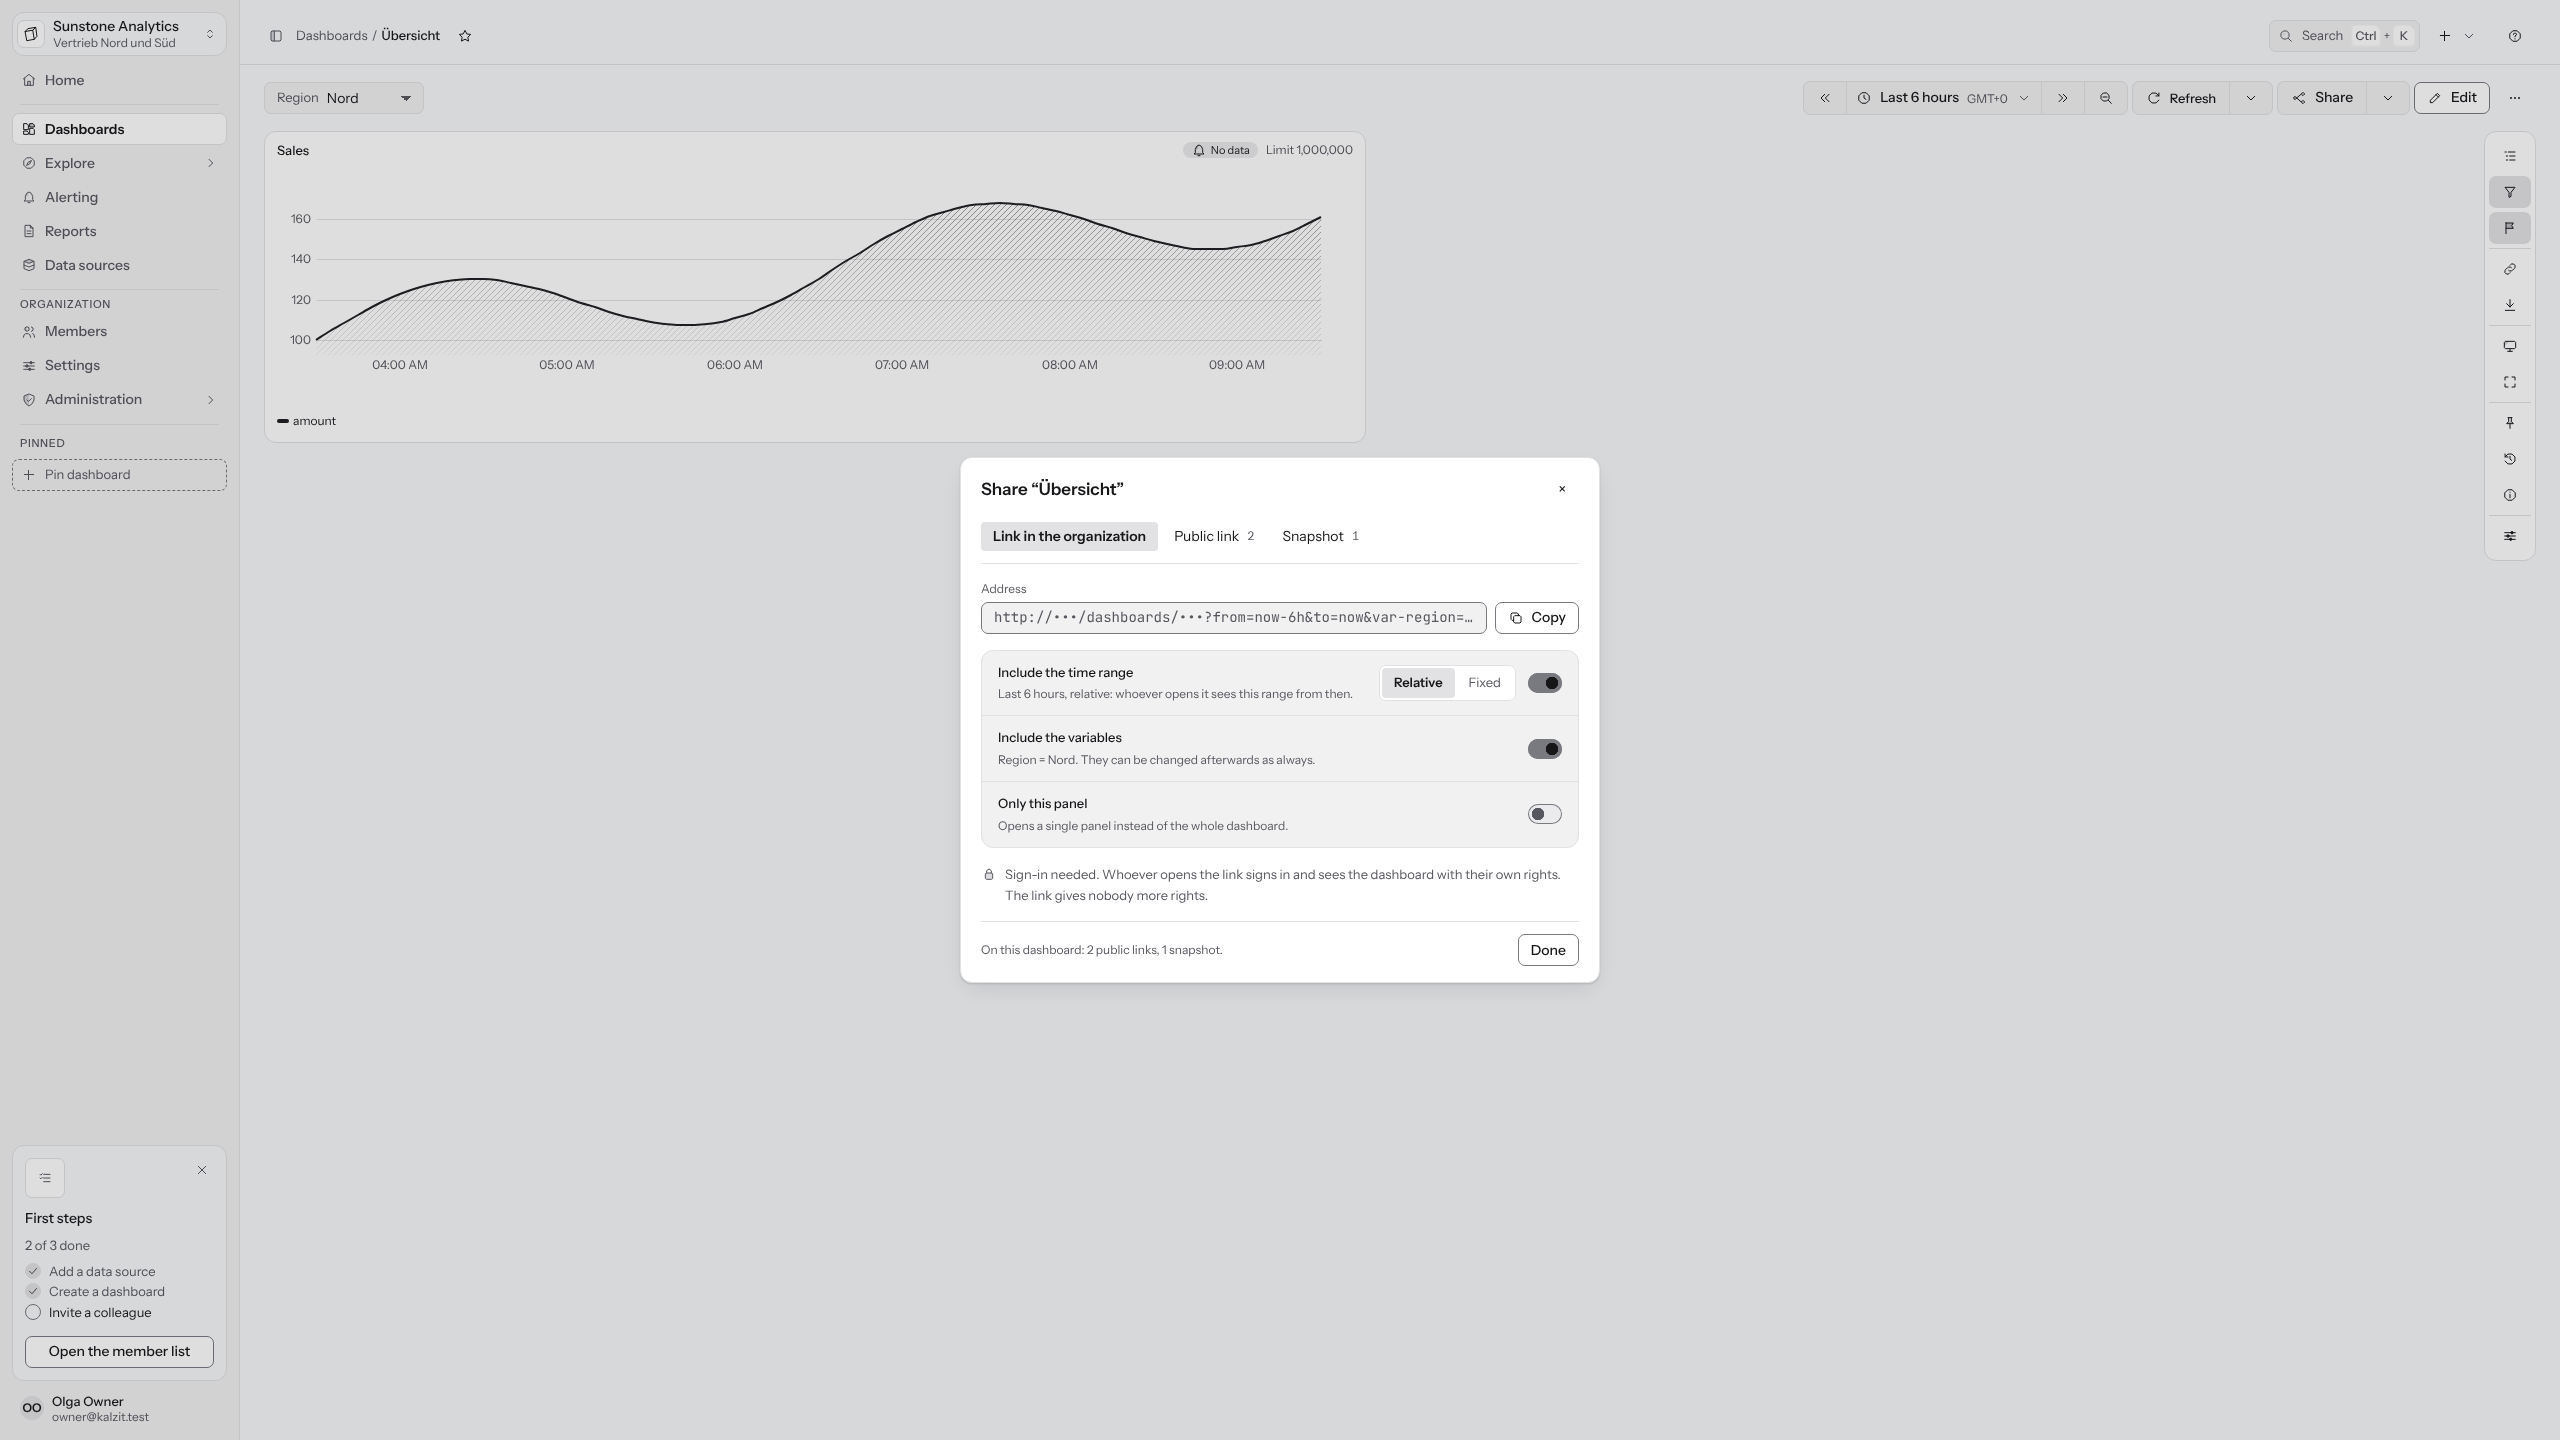 Sunstone Analytics
Vertrieb Nord und Süd
Home
Dashboards
Explore
Alerting
Reports
Data sources
ORGANIZATION
Members
Settings
Administration
PINNED
Pin dashboard
First steps
2 of 3 done
Add a data source
Create a dashboard
Invite a colleague
Open the member list
OO
Olga Owner
owner@kalzit.test
Dashboards / Übersicht
Search Ctrl + K
Region Nord
Last 6 hours GMT+0
Refresh
Share
Edit
Sales
No data
Limit 1,000,000
160
140
120
100
04:00 AM
05:00 AM
06:00 AM
07:00 AM
08:00 AM
09:00 AM
amount
Share “Übersicht”
Link in the organization
Public link 2
Snapshot 1
Address
http://•••/dashboards/•••?from=now-6h&to=now&var-region=…
Copy
Include the time range
Last 6 hours, relative: whoever opens it sees this range from then.
Relative
Fixed
Include the variables
Region = Nord. They can be changed afterwards as always.
Only this panel
Opens a single panel instead of the whole dashboard.
Sign-in needed. Whoever opens the link signs in and sees the dashboard with their own rights.
The link gives nobody more rights.
On this dashboard: 2 public links, 1 snapshot.
Done